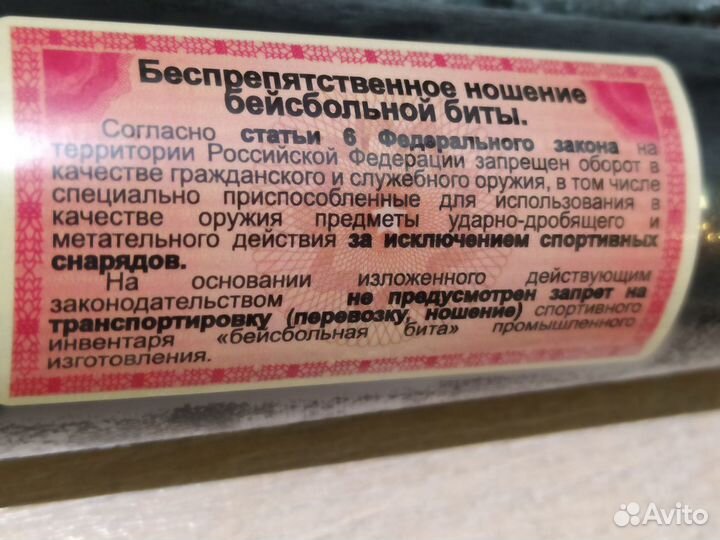 Беспрепятственное ношение
бейсбольной биты.
Согласно статьи 6 Федерального закона на
территории Российской Федерации запрещен оборот в
качестве гражданского и служебного оружия, в том числе
специально приспособленные для использования в
качестве оружия предметы ударно-дробящего и
метательного действия за исключением спортивных
снарядов.
На основании изложенного действующим
законодательством не предусмотрен запрет на
транспортировку (перевозку, ношение) спортивного
инвентаря «бейсбольная бита» промышленного
изготовления.
Avito